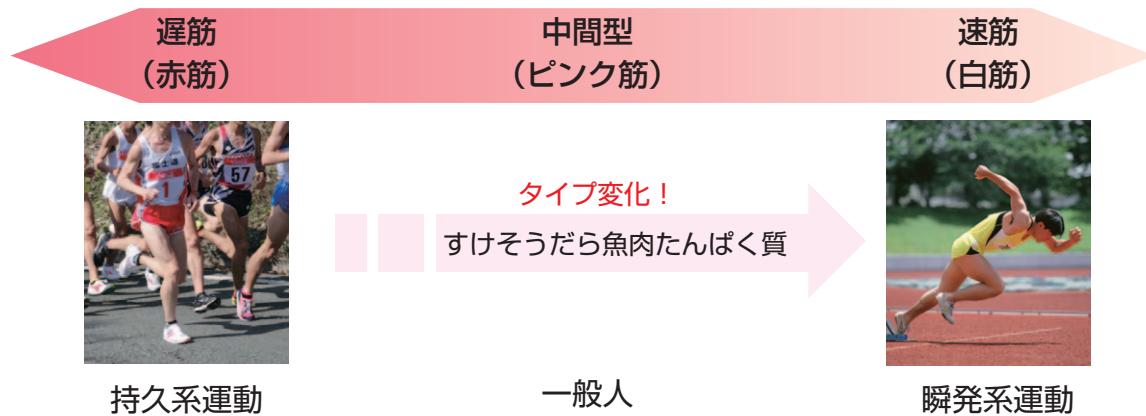 遅筋
（赤筋）
中間型
（ピンク筋）
速筋
（白筋）
1
57
タイプ変化！
すけそうだら魚肉たんぱく質
持久系運動
一般人
瞬発系運動